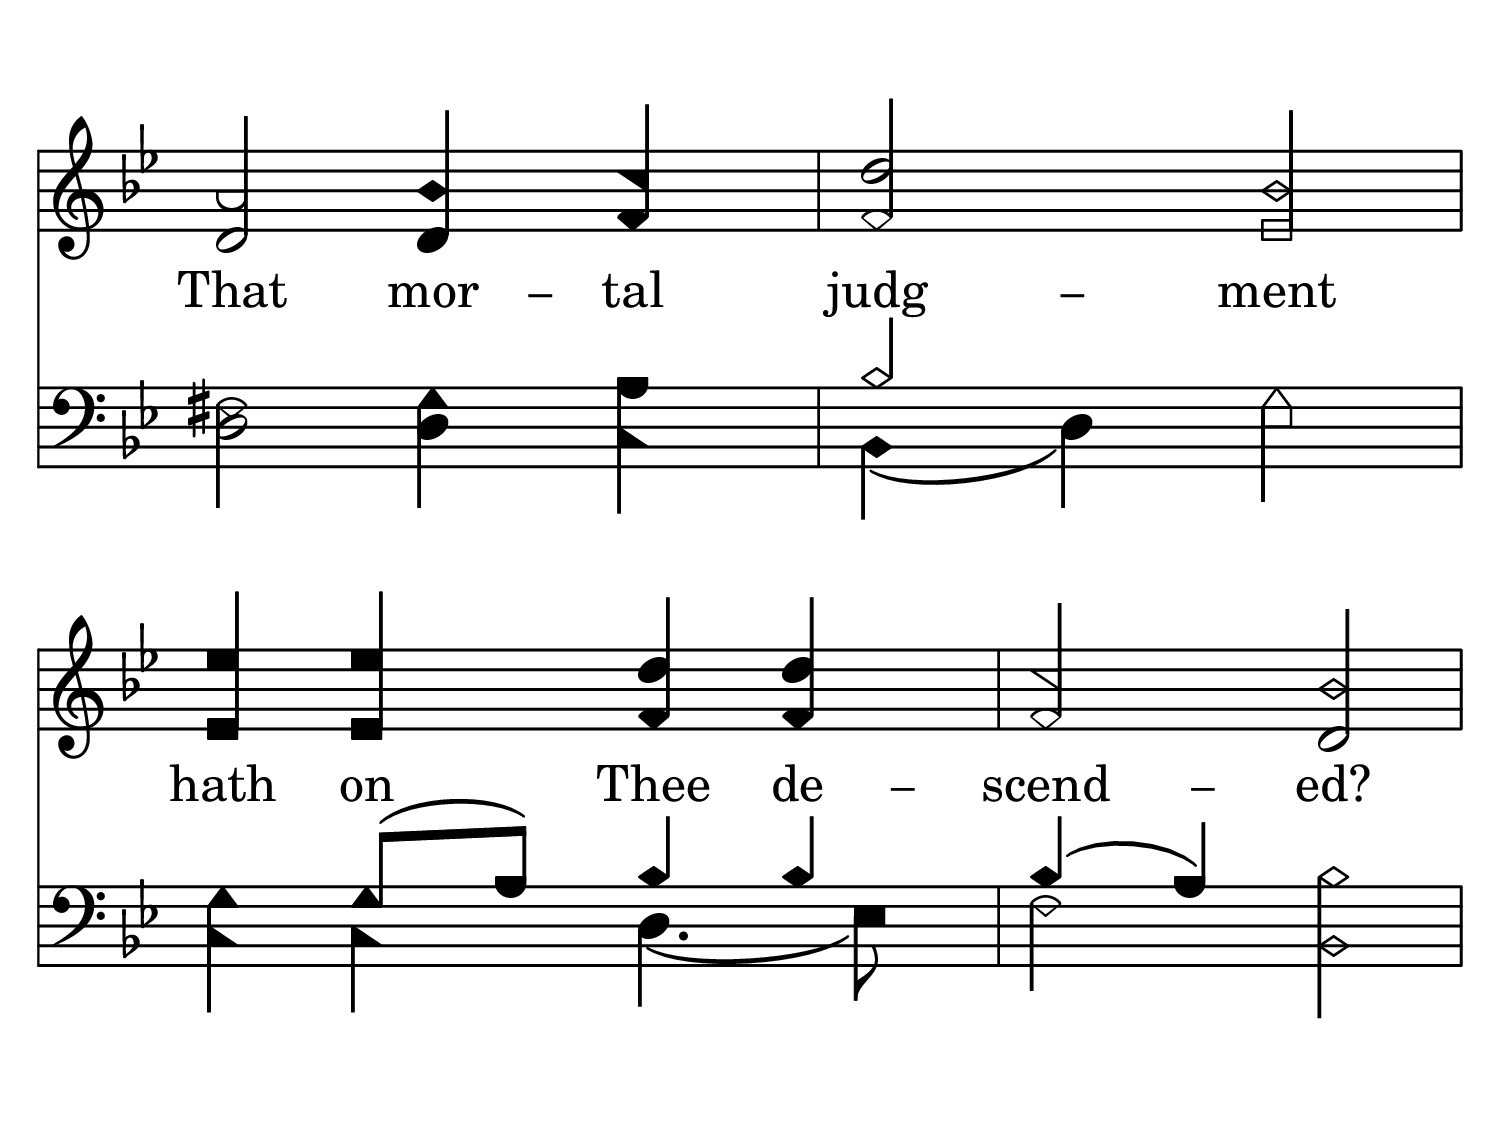 That mor – tal judg – ment
hath on Thee de – scend – ed?